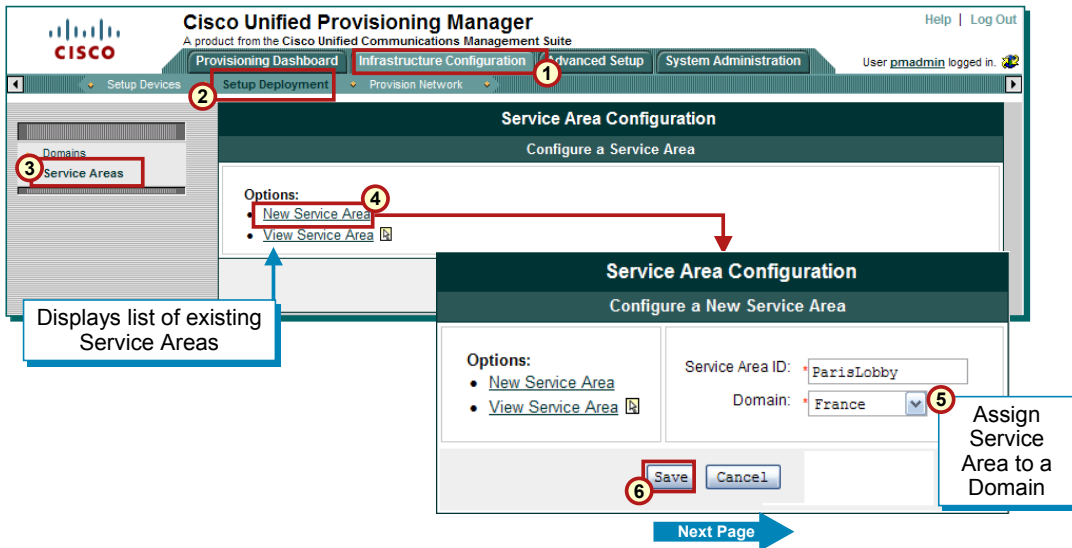 CISCO
Cisco Unified Provisioning Manager
A product from the Cisco Unified Communications Management Suite
Help | Log Out
Provisioning Dashboard
Infrastructure Configuration
Advanced Setup
System Administration
User pmadmin logged in.
1
Setup Devices
2
Setup Deployment
Provision Network
Domains
3
Service Areas
Service Area Configuration
Configure a Service Area
Options:
4
• New Service Area
• View Service Area
Displays list of existing
Service Areas
Service Area Configuration
Configure a New Service Area
Options:
• New Service Area
• View Service Area
Service Area ID: * ParisLobby
Domain: * France
5
Assign
Service
Area to a
Domain
Save
Cancel
6
Next Page